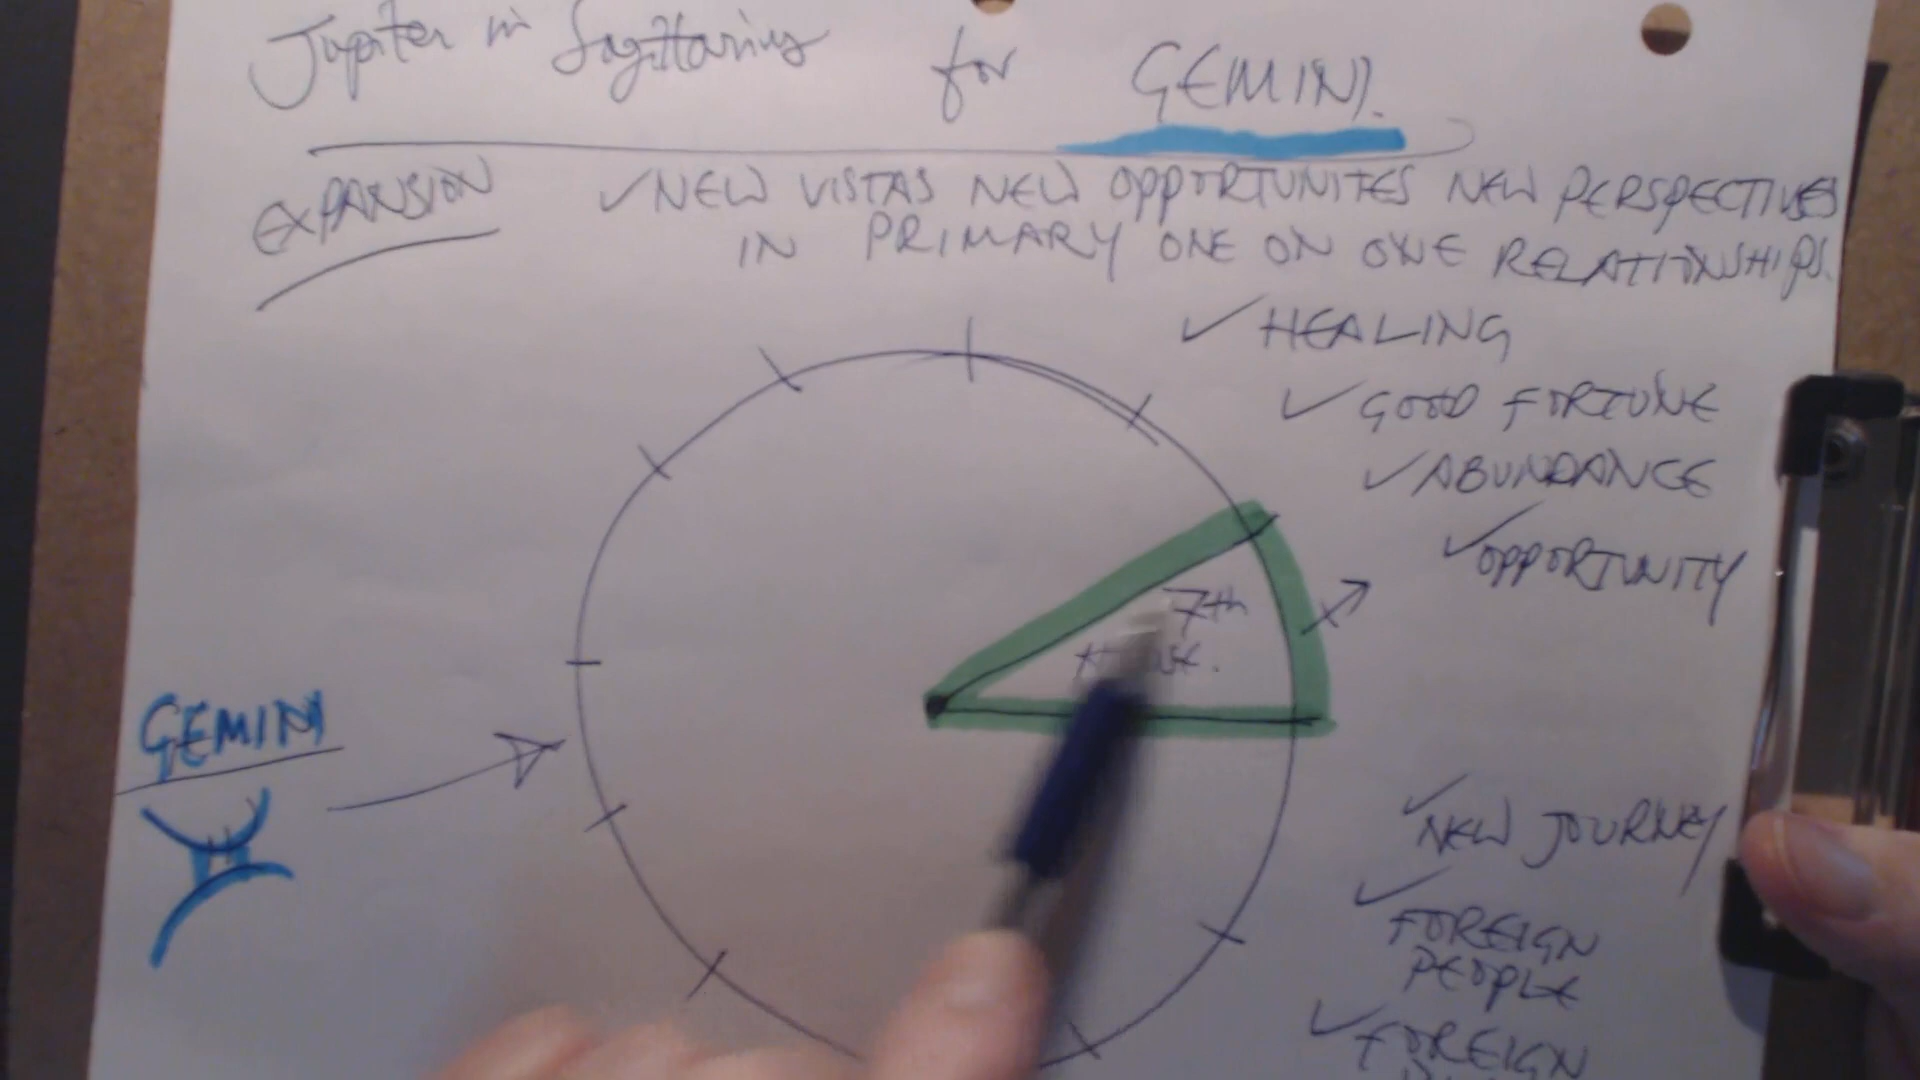 Jupiter in Sagittarius for GEMINI.
EXPANSION
✓NEW VISTAS NEW OPPORTUNITES NEW PERSPECTIVES
IN PRIMARY ONE ON ONE RELATIONSHIPS.
✓HEALING
✓GOOD FORTUNE
✓ABUNDANCE
✓OPPORTUNITY
7th
GEMINI
✓NEW JOURNEY
✓FOREIGN
PEOPLE
✓FOREIGN